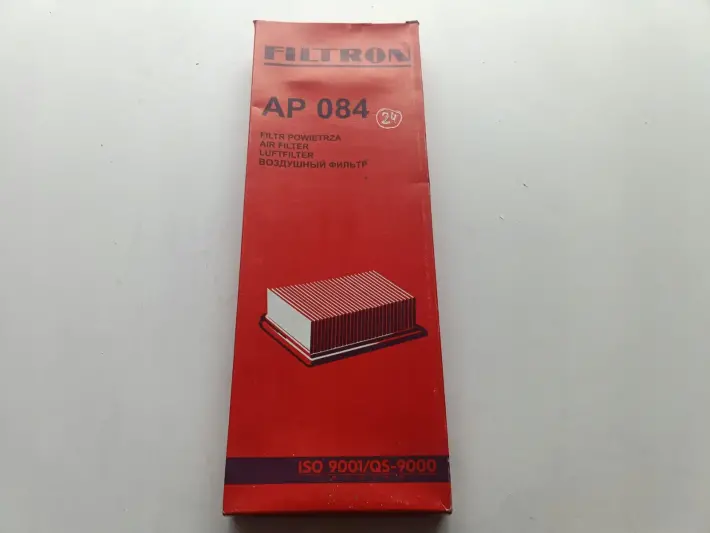 FILTRON
AP 084
24
FILTR POWIETRZA
AIR FILTER
LUFTFILTER
ВОЗДУШНЫЙ ФИЛЬТР
ISO 9001/QS-9000